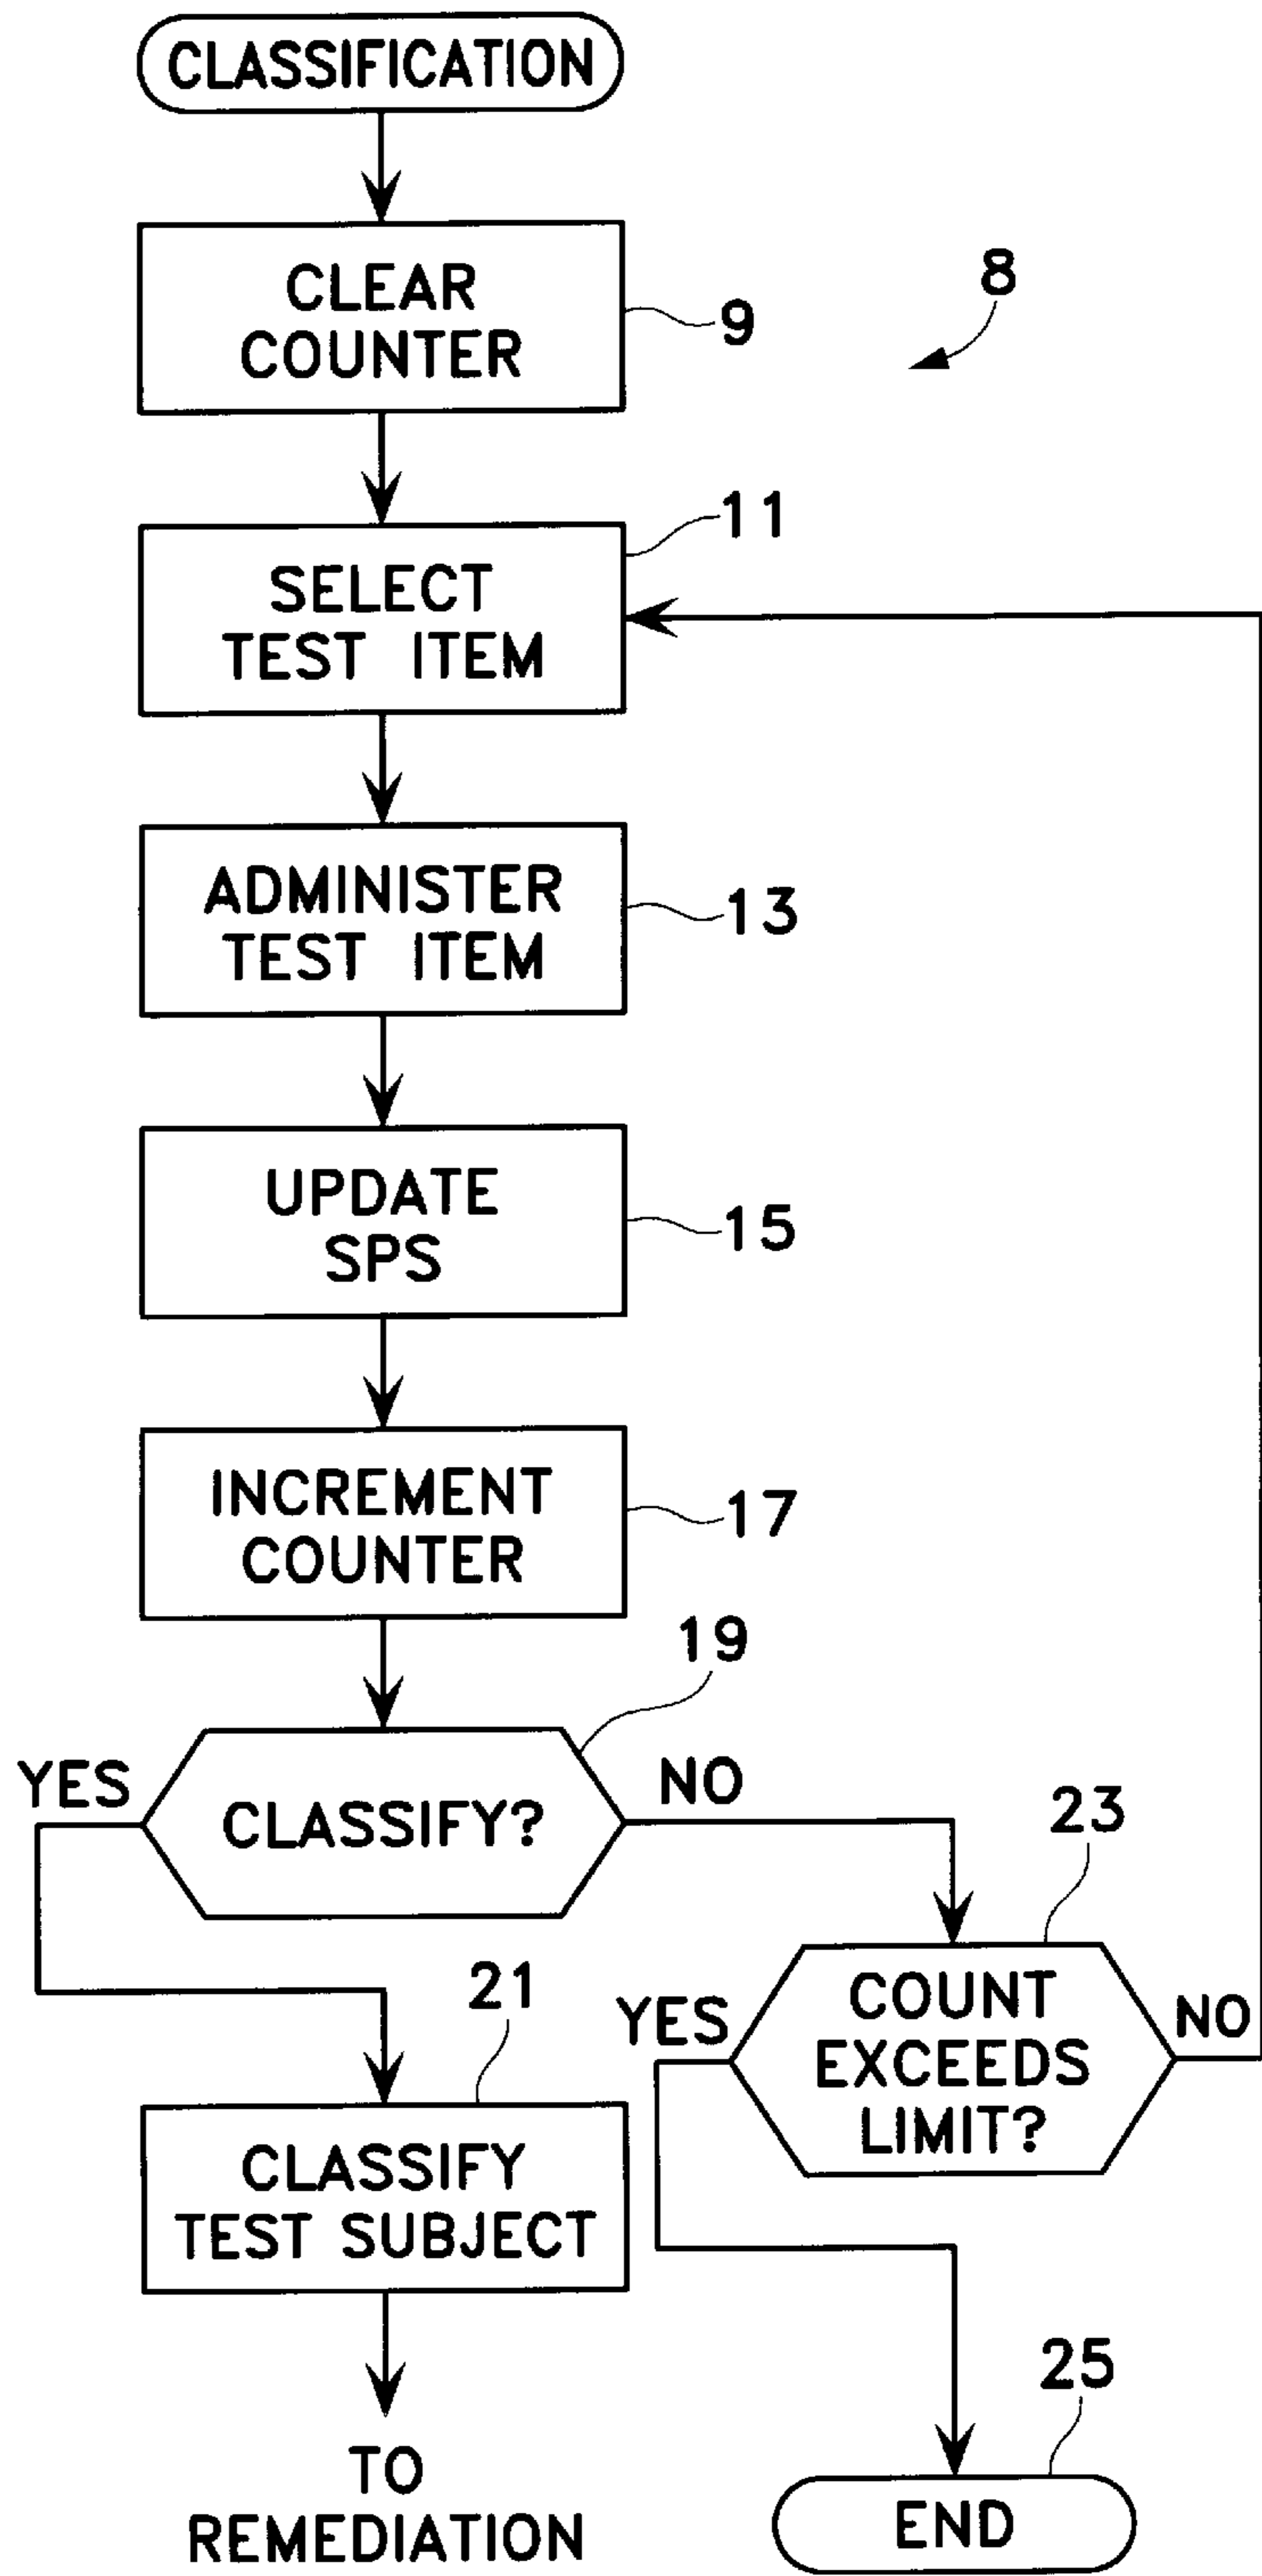 CLASSIFICATION
CLEAR
COUNTER
9
8
11
SELECT
TEST ITEM
ADMINISTER
TEST ITEM
13
UPDATE
SPS
15
INCREMENT
COUNTER
17
19
YES
CLASSIFY?
NO
23
COUNT
EXCEEDS
LIMIT?
YES
NO
21
CLASSIFY
TEST SUBJECT
TO
REMEDIATION
25
END